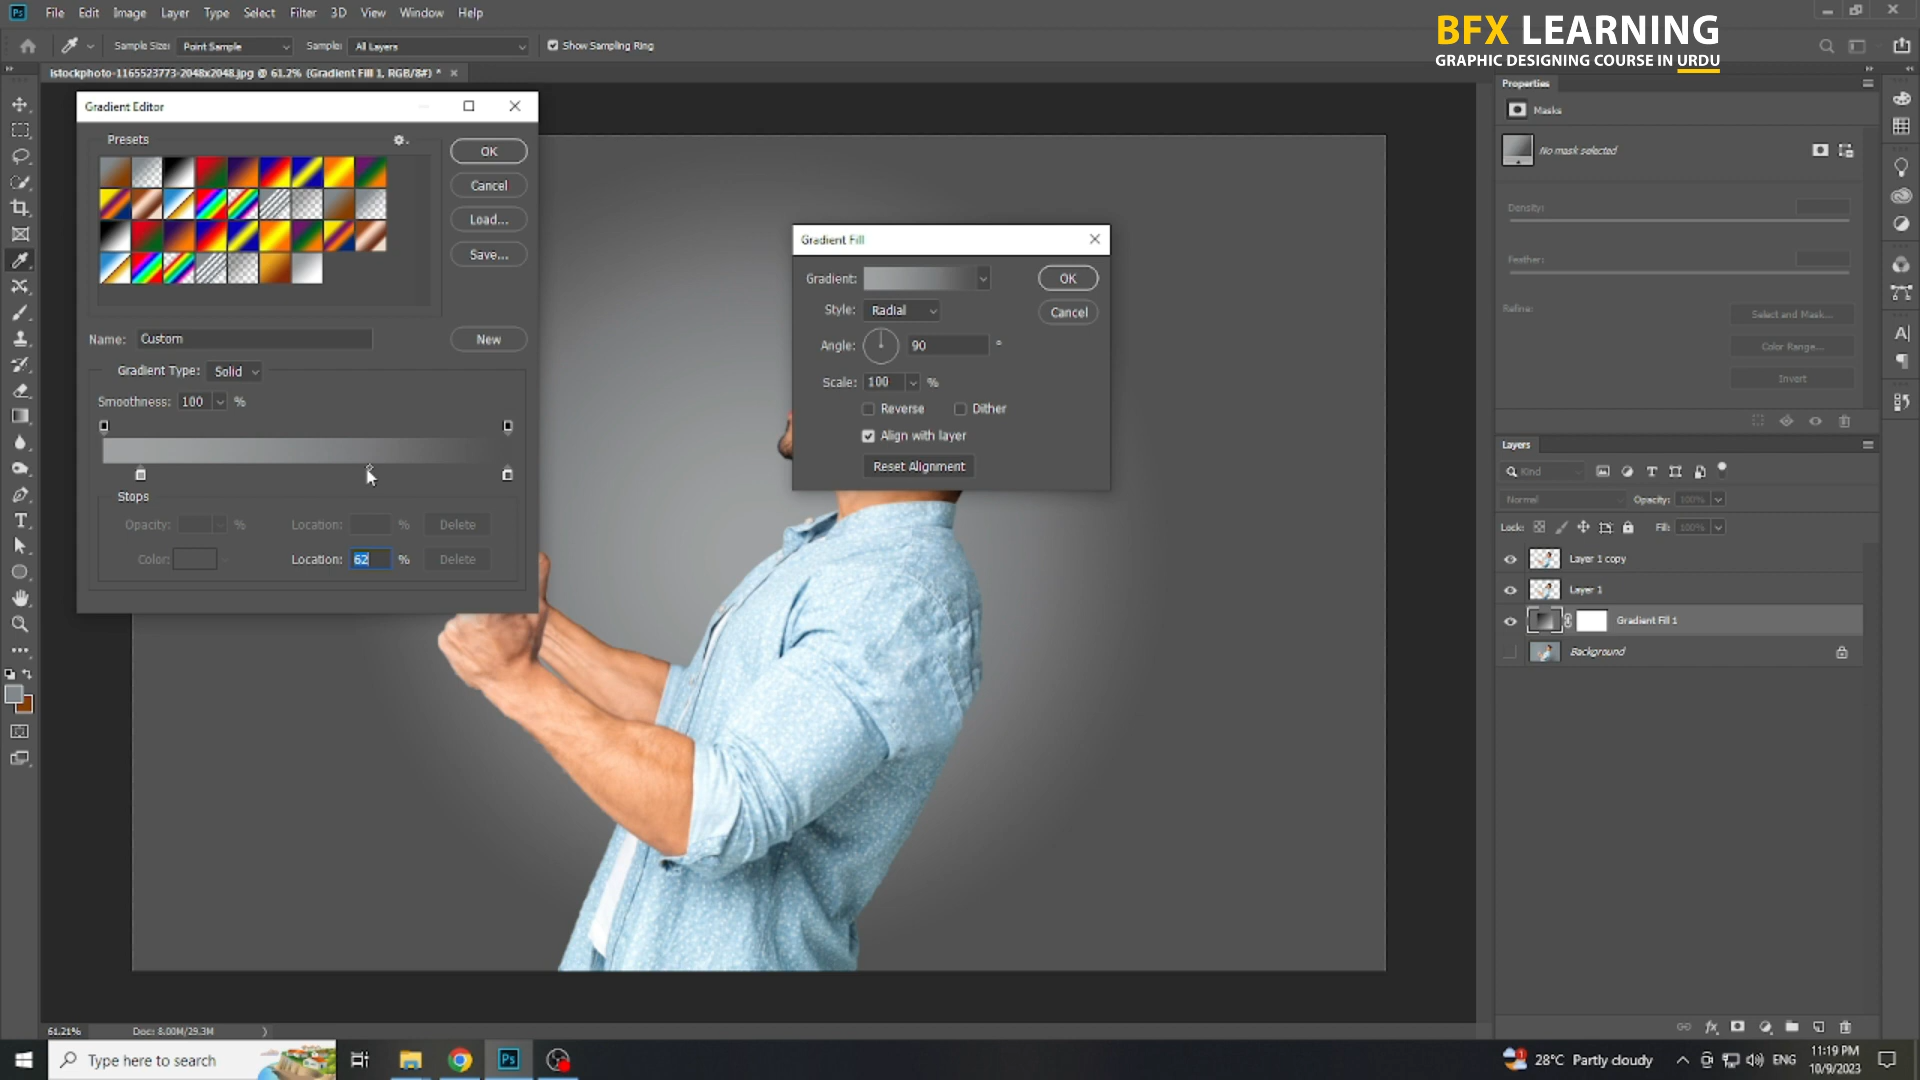 Ps File Edit Image Layer Type Select Filter 3D View Window Help
BFX LEARNING
GRAPHIC DESIGNING COURSE IN URDU
Sample Size: Point Sample Sample: All Layers Show Sampling Ring
istockphoto-1165523773-2048x2048.jpg @ 61.2% (Gradient Fill 1, RGB/8#) *
Properties
Masks
No mask selected
Density:
Feather:
Refine:
Select and Mask...
Color Range...
Invert
Gradient Editor
Presets
OK
Cancel
Load...
Save...
Name: Custom
New
Gradient Type: Solid
Smoothness: 100 %
Stops
Opacity: % Location: % Delete
Color: Location: 62 % Delete
Gradient Fill
Gradient: OK
Style: Radial Cancel
Angle: 90 °
Scale: 100 %
Reverse Dither
Align with layer
Reset Alignment
Layers
Kind
Normal Opacity: 100%
Lock: Fill: 100%
Layer 1 copy
Layer 1
Gradient Fill 1
Background
61.21% Doc: 8.00M/29.3M
Type here to search
Ps
28°C Partly cloudy
ENG
11:19 PM
10/9/2023